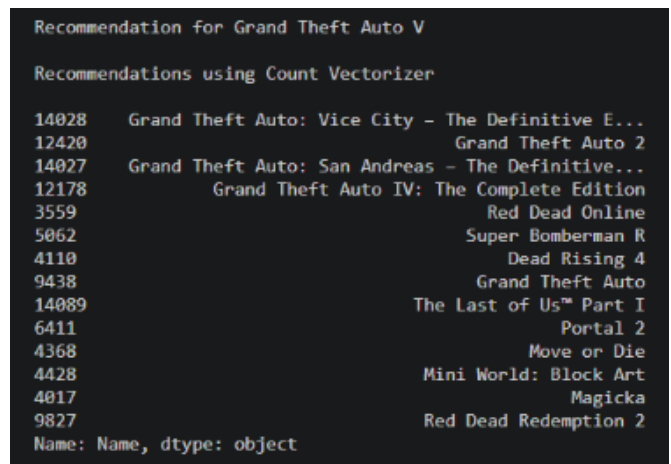 Recommendation for Grand Theft Auto V
Recommendations using Count Vectorizer
14028 Grand Theft Auto: Vice City – The Definitive E...
12420 Grand Theft Auto 2
14027 Grand Theft Auto: San Andreas – The Definitive...
12178 Grand Theft Auto IV: The Complete Edition
3559 Red Dead Online
5062 Super Bomberman R
4110 Dead Rising 4
9438 Grand Theft Auto
14089 The Last of Us™ Part I
6411 Portal 2
4368 Move or Die
4428 Mini World: Block Art
4017 Magicka
9827 Red Dead Redemption 2
Name: Name, dtype: object